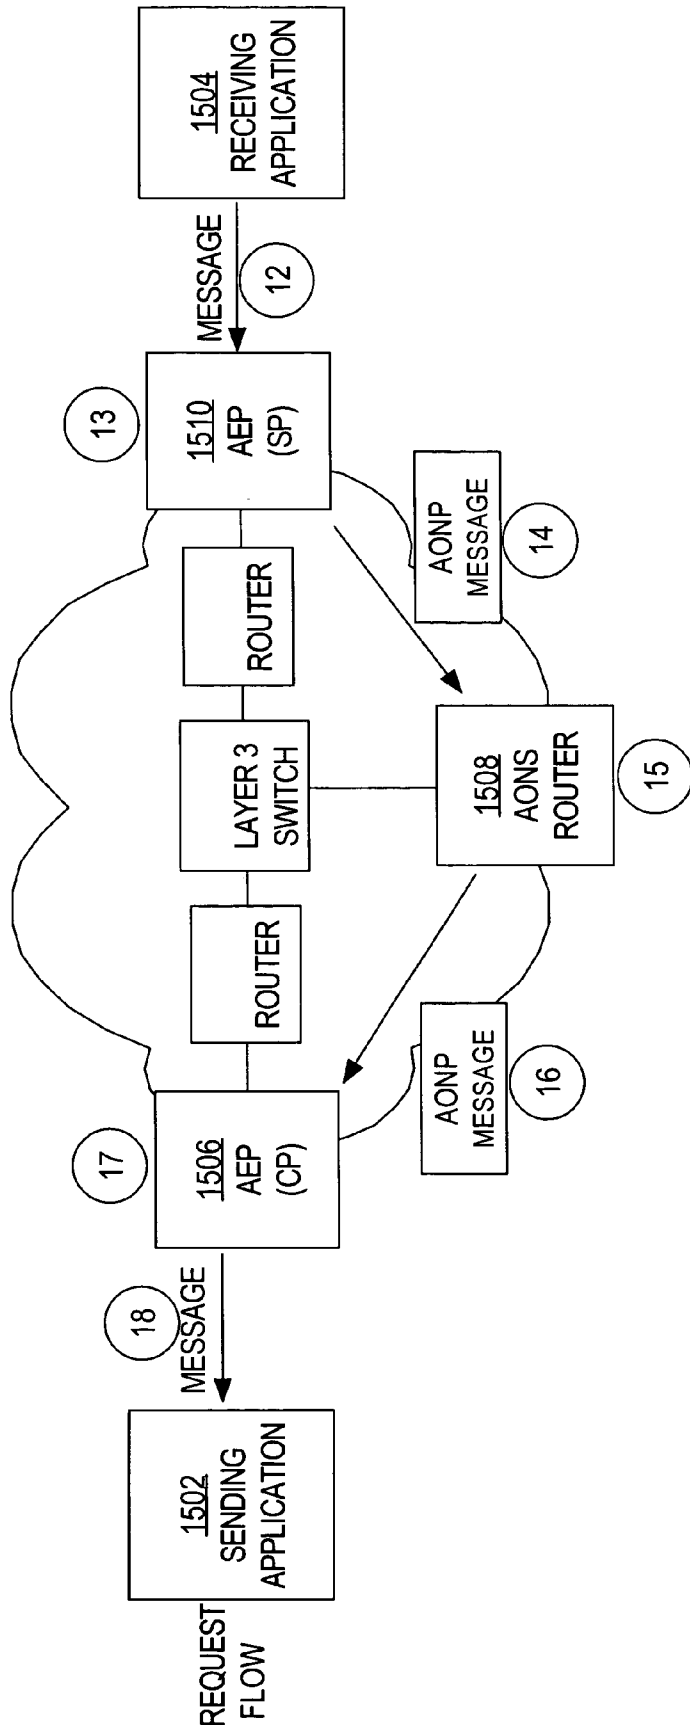 REQUEST
FLOW
1502
SENDING
APPLICATION
18
MESSAGE
17
1506
AEP
(CP)
AONP
MESSAGE
16
ROUTER
LAYER 3
SWITCH
ROUTER
1508
AONS
ROUTER
15
AONP
MESSAGE
14
13
1510
AEP
(SP)
MESSAGE
12
1504
RECEIVING
APPLICATION